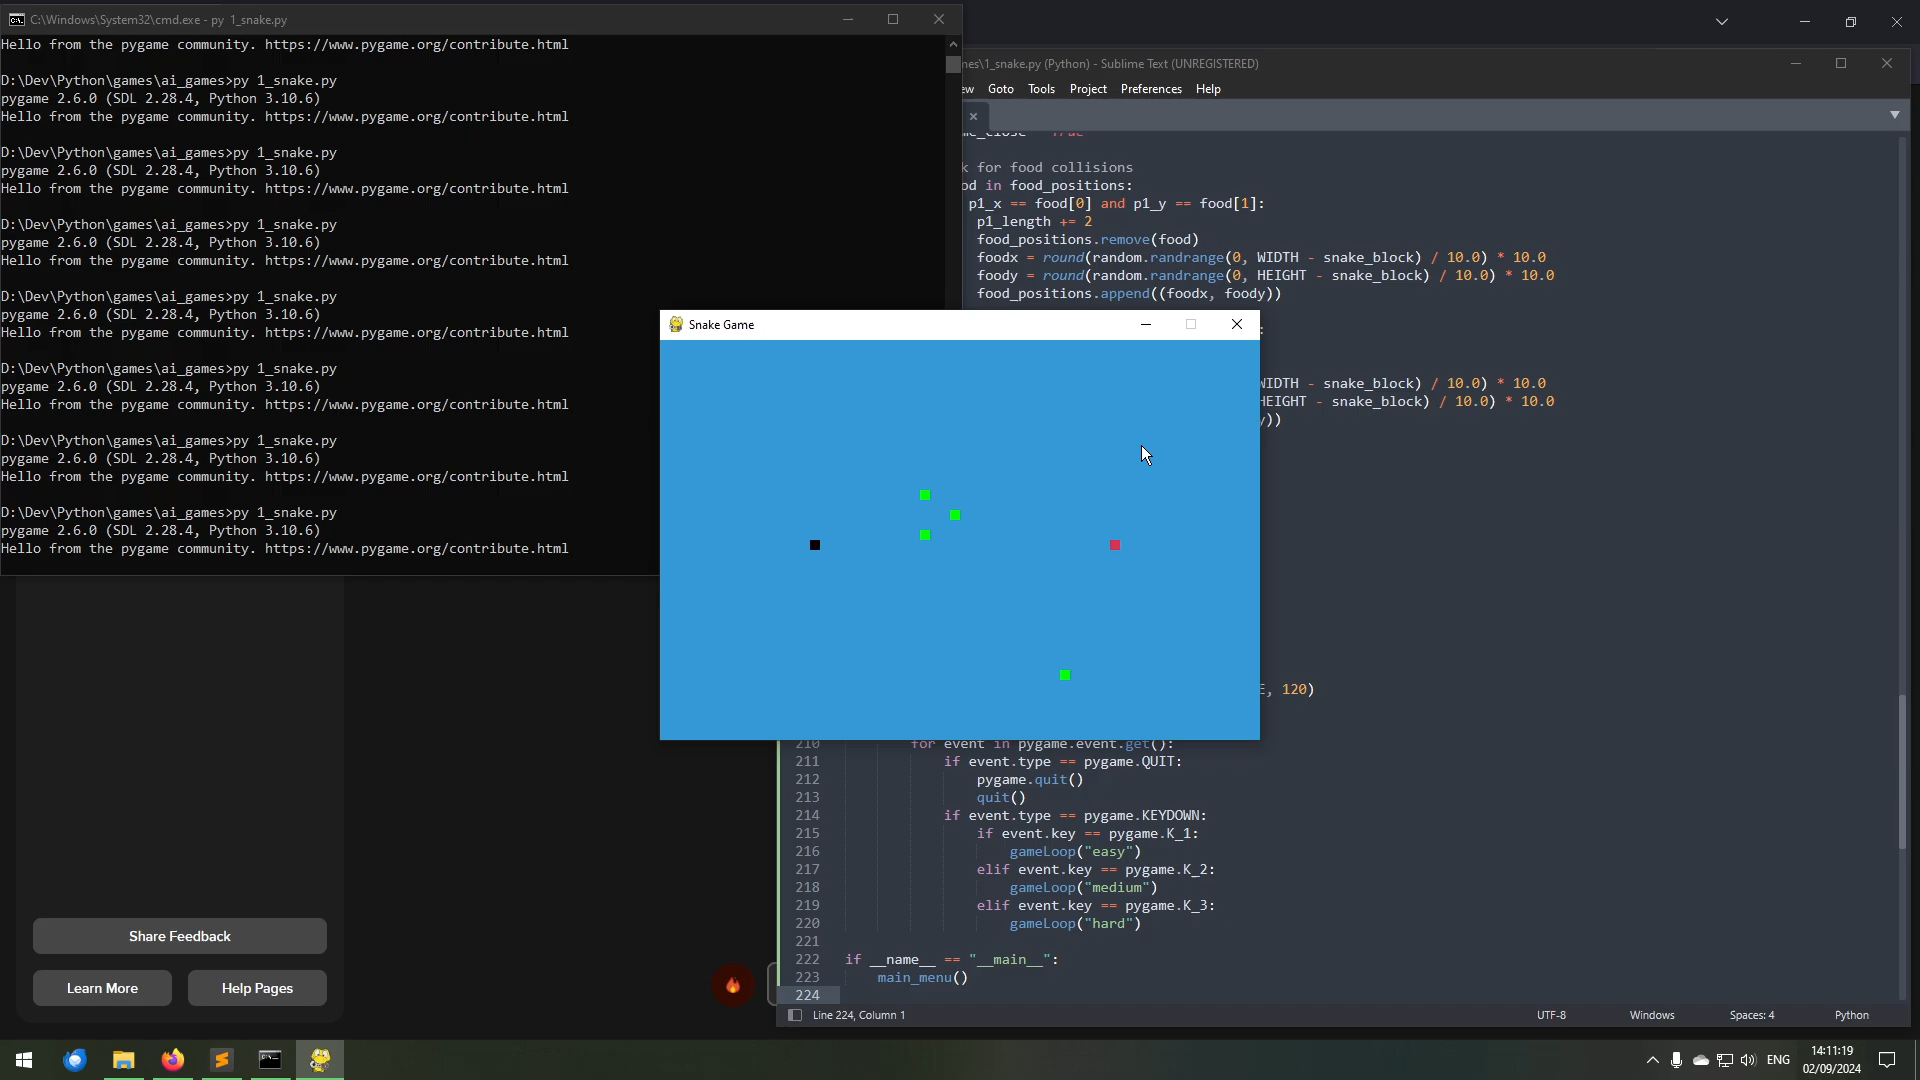 C:\Windows\System32\cmd.exe - py 1_snake.py
Hello from the pygame community. https://www.pygame.org/contribute.html
D:\Dev\Python\games\ai_games>py 1_snake.py
pygame 2.6.0 (SDL 2.28.4, Python 3.10.6)
Hello from the pygame community. https://www.pygame.org/contribute.html
D:\Dev\Python\games\ai_games>py 1_snake.py
pygame 2.6.0 (SDL 2.28.4, Python 3.10.6)
Hello from the pygame community. https://www.pygame.org/contribute.html
D:\Dev\Python\games\ai_games>py 1_snake.py
pygame 2.6.0 (SDL 2.28.4, Python 3.10.6)
Hello from the pygame community. https://www.pygame.org/contribute.html
D:\Dev\Python\games\ai_games>py 1_snake.py
pygame 2.6.0 (SDL 2.28.4, Python 3.10.6)
Hello from the pygame community. https://www.pygame.org/contribute.html
D:\Dev\Python\games\ai_games>py 1_snake.py
pygame 2.6.0 (SDL 2.28.4, Python 3.10.6)
Hello from the pygame community. https://www.pygame.org/contribute.html
D:\Dev\Python\games\ai_games>py 1_snake.py
pygame 2.6.0 (SDL 2.28.4, Python 3.10.6)
Hello from the pygame community. https://www.pygame.org/contribute.html
D:\Dev\Python\games\ai_games>py 1_snake.py
pygame 2.6.0 (SDL 2.28.4, Python 3.10.6)
Hello from the pygame community. https://www.pygame.org/contribute.html
nes\1_snake.py (Python) - Sublime Text (UNREGISTERED)
ew Goto Tools Project Preferences Help
k for food collisions
od in food_positions:
p1_x == food[0] and p1_y == food[1]:
p1_length += 2
food_positions.remove(food)
foodx = round(random.randrange(0, WIDTH - snake_block) / 10.0) * 10.0
foody = round(random.randrange(0, HEIGHT - snake_block) / 10.0) * 10.0
food_positions.append((foodx, foody))
:
WIDTH - snake_block) / 10.0) * 10.0
HEIGHT - snake_block) / 10.0) * 10.0
y))
E, 120)
210 for event in pygame.event.get():
211 if event.type == pygame.QUIT:
212 pygame.quit()
213 quit()
214 if event.type == pygame.KEYDOWN:
215 if event.key == pygame.K_1:
216 gameLoop("easy")
217 elif event.key == pygame.K_2:
218 gameLoop("medium")
219 elif event.key == pygame.K_3:
220 gameLoop("hard")
221
222 if __name__ == "__main__":
223 main_menu()
224
Line 224, Column 1 UTF-8 Windows Spaces: 4 Python
Snake Game
Share Feedback
Learn More Help Pages
ENG 14:11:19
02/09/2024